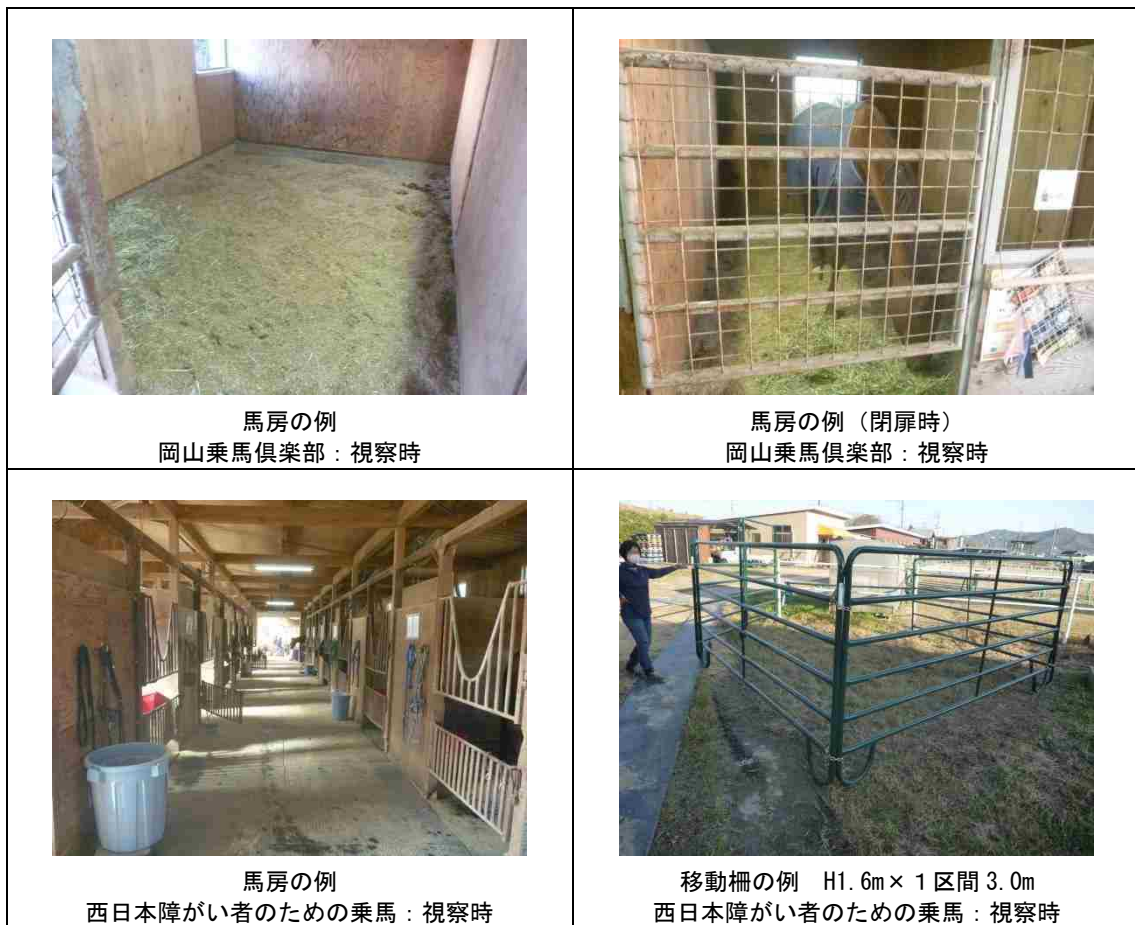 馬房の例
岡山乗馬倶楽部：視察時
馬房の例（閉扉時）
岡山乗馬倶楽部：視察時
馬房の例
西日本障がい者のための乗馬：視察時
移動柵の例　H1.6m×１区間 3.0m
西日本障がい者のための乗馬：視察時